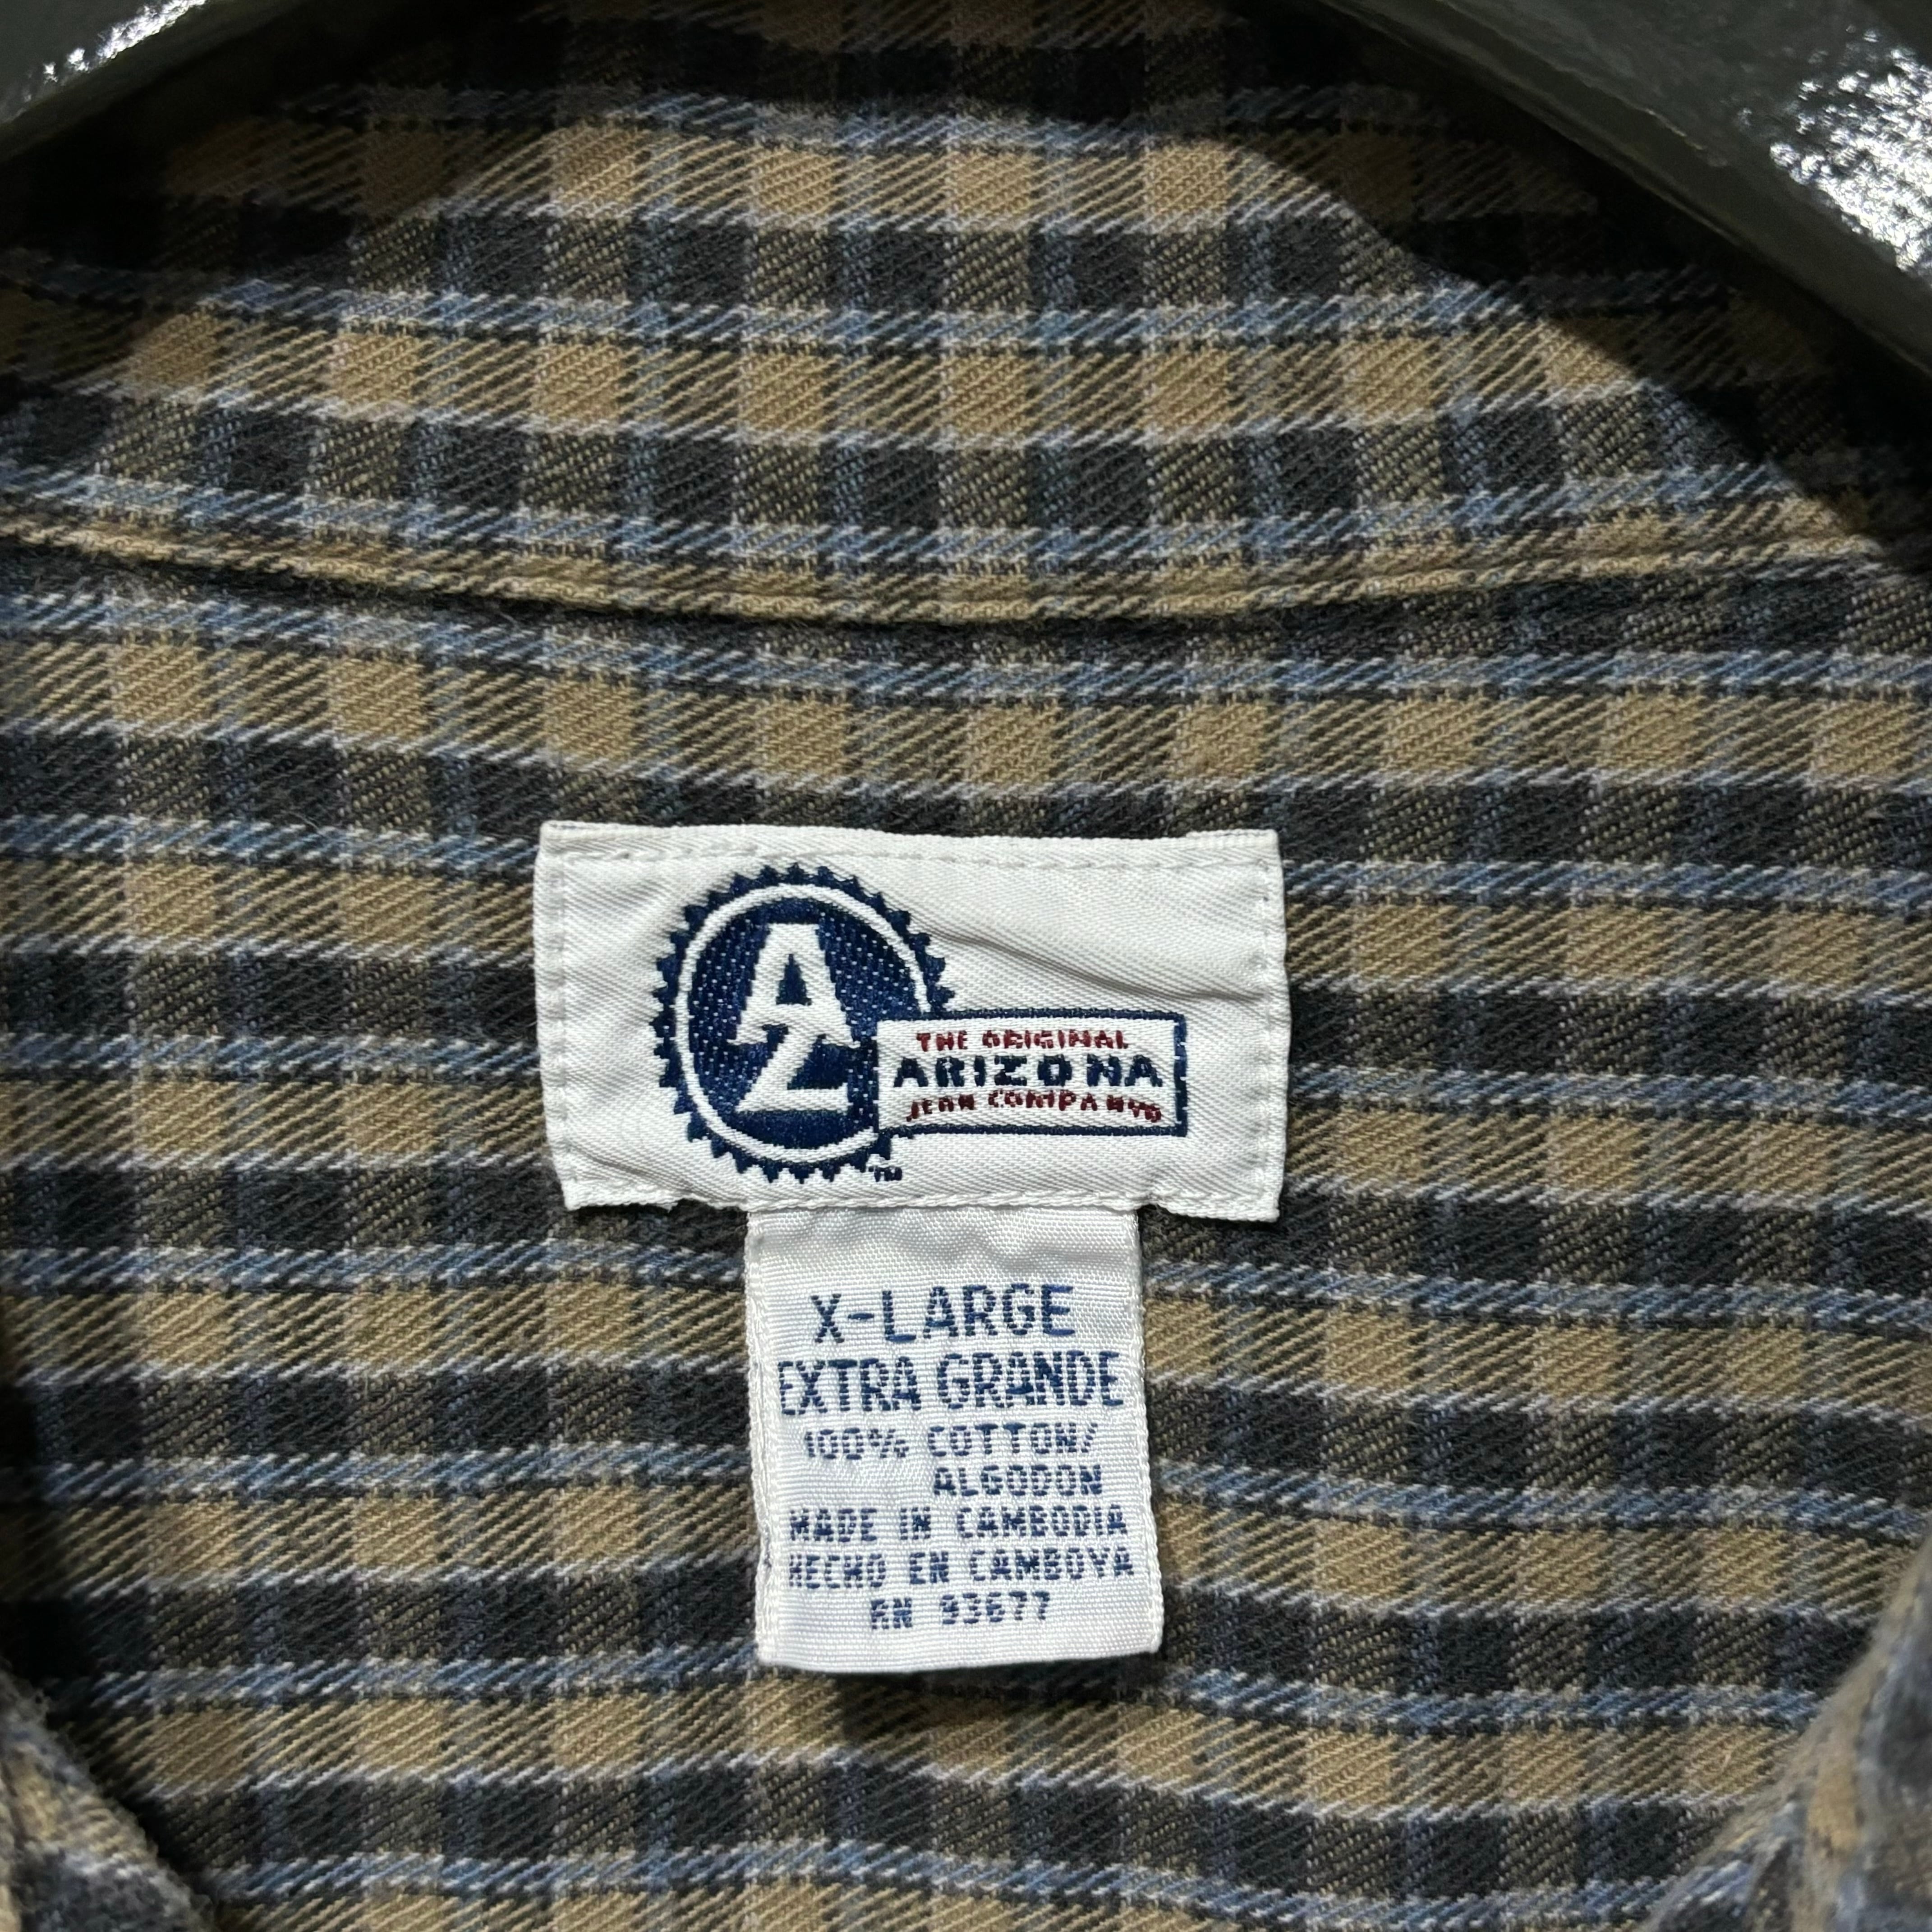 AZ
THE ORIGINAL
ARIZONA
JEAN COMPANY®
™
X-LARGE
EXTRA GRANDE
100% COTTON/
ALGODON
MADE IN CAMBODIA
HECHO EN CAMBOYA
RN 93677